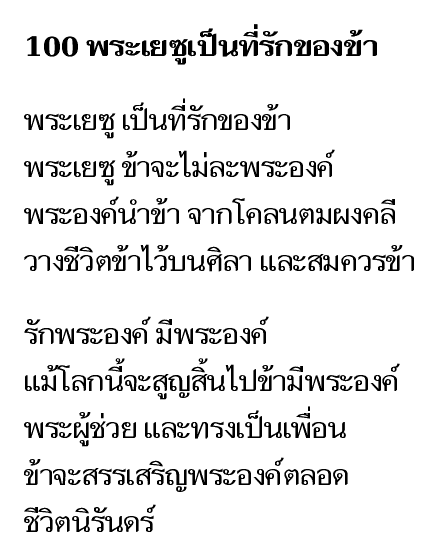 100 พระเยซูเป็นที่รักของข้า
พระเยซู เป็นที่รักของข้า
พระเยซู ข้าจะไม่ละพระองค์
พระองค์นำข้า จากโคลนตมผงคลี
วางชีวิตข้าไว้บนศิลา และสมควรข้า
รักพระองค์ มีพระองค์
แม้โลกนี้จะสูญสิ้นไปข้ามีพระองค์
พระผู้ช่วย และทรงเป็นเพื่อน
ข้าจะสรรเสริญพระองค์ตลอด
ชีวิตนิรันดร์